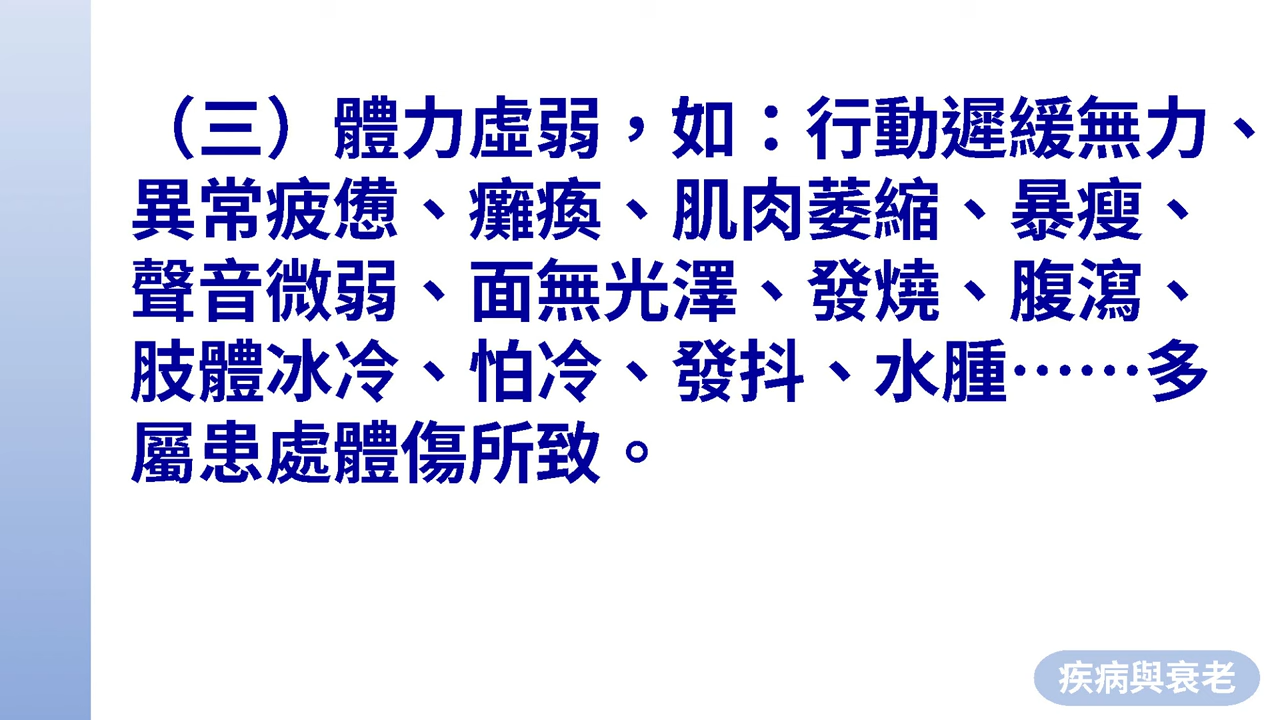 （三）體力虛弱，如：行動遲緩無力、
異常疲憊、癱瘓、肌肉萎縮、暴瘦、
聲音微弱、面無光澤、發燒、腹瀉、
肢體冰冷、怕冷、發抖、水腫……多
屬患處體傷所致。
疾病與衰老